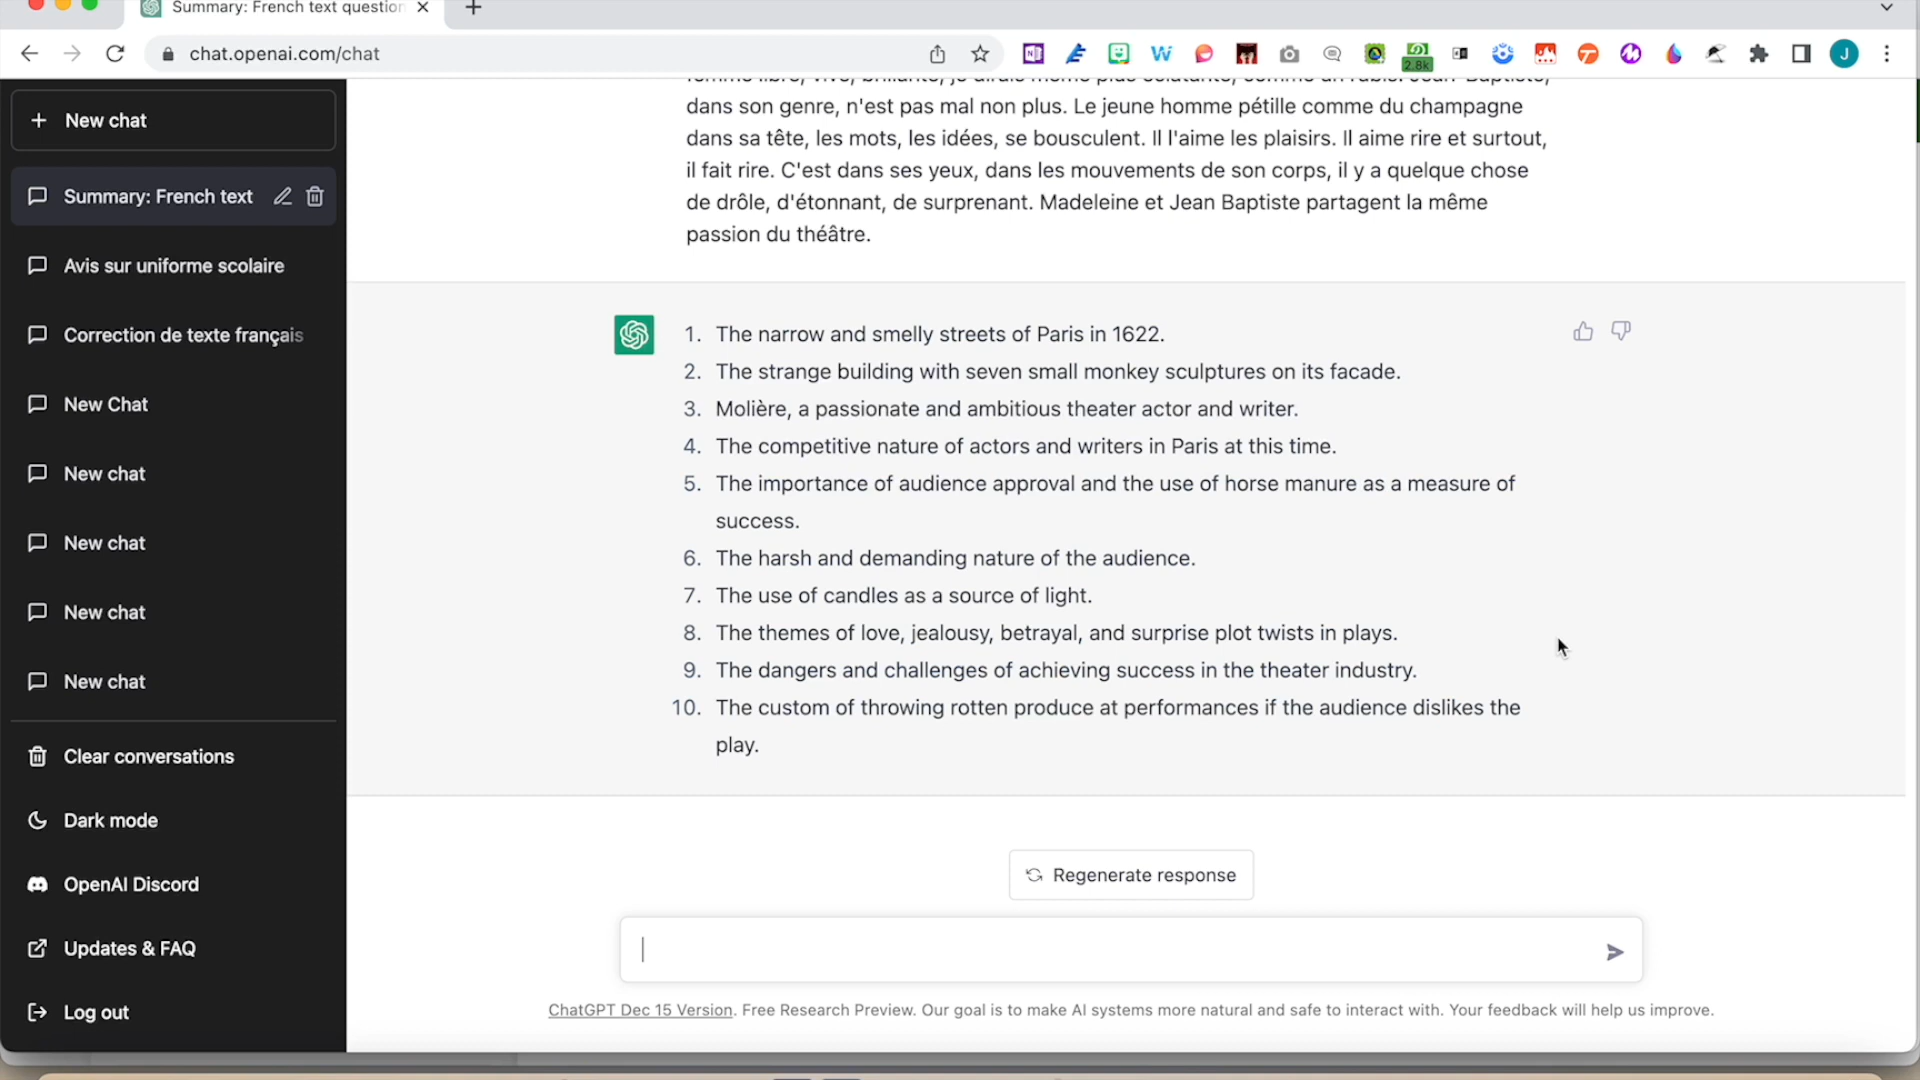 Summary: French text question
chat.openai.com/chat
2.8k
J
New chat
Summary: French text
Avis sur uniforme scolaire
Correction de texte français
New Chat
New chat
New chat
New chat
New chat
Clear conversations
Dark mode
OpenAI Discord
Updates & FAQ
Log out
dans son genre, n'est pas mal non plus. Le jeune homme pétille comme du champagne
dans sa tête, les mots, les idées, se bousculent. Il l'aime les plaisirs. Il aime rire et surtout,
il fait rire. C'est dans ses yeux, dans les mouvements de son corps, il y a quelque chose
de drôle, d'étonnant, de surprenant. Madeleine et Jean Baptiste partagent la même
passion du théâtre.
1. The narrow and smelly streets of Paris in 1622.
2. The strange building with seven small monkey sculptures on its facade.
3. Molière, a passionate and ambitious theater actor and writer.
4. The competitive nature of actors and writers in Paris at this time.
5. The importance of audience approval and the use of horse manure as a measure of
success.
6. The harsh and demanding nature of the audience.
7. The use of candles as a source of light.
8. The themes of love, jealousy, betrayal, and surprise plot twists in plays.
9. The dangers and challenges of achieving success in the theater industry.
10. The custom of throwing rotten produce at performances if the audience dislikes the
play.
Regenerate response
ChatGPT Dec 15 Version. Free Research Preview. Our goal is to make AI systems more natural and safe to interact with. Your feedback will help us improve.